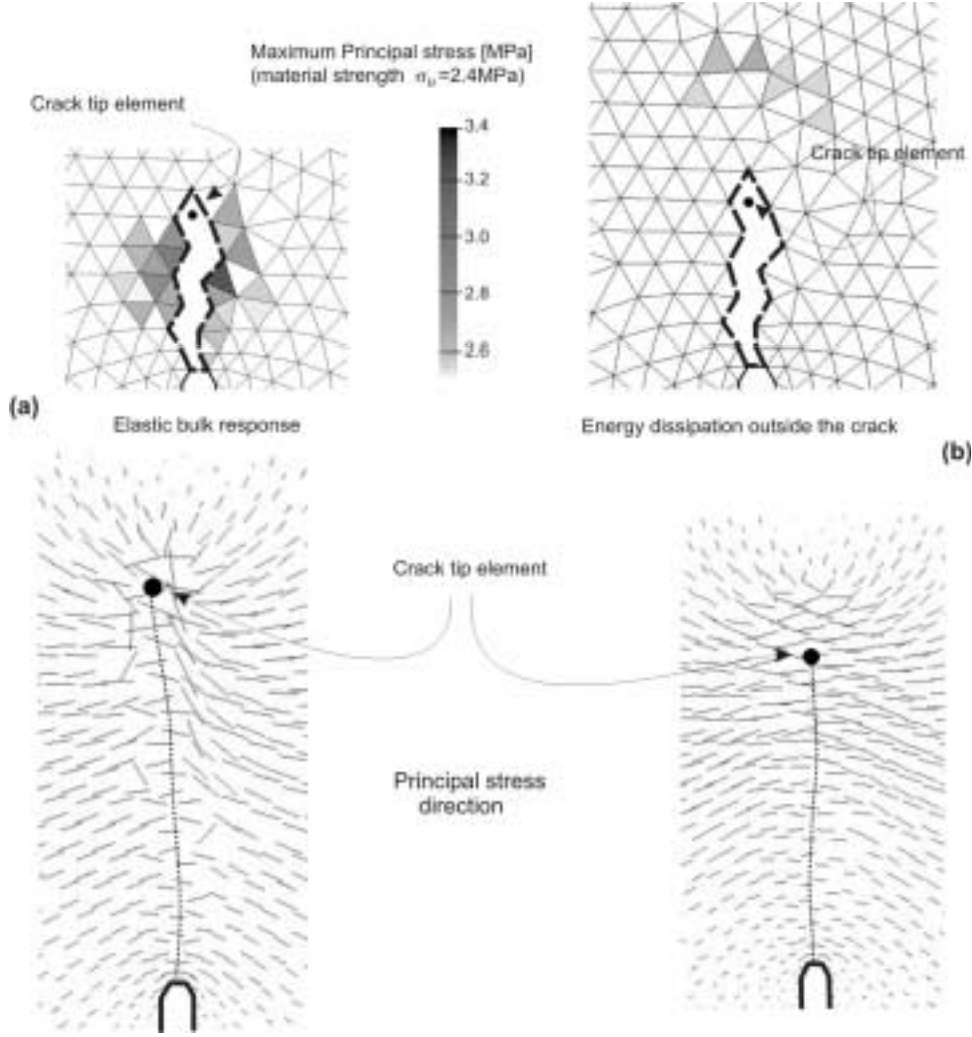 Maximum Principal stress [MPa]
(material strength σu=2.4MPa)
Crack tip element
3.4
3.2
3.0
2.8
2.6
Crack tip element
(a)
Elastic bulk response
Energy dissipation outside the crack
(b)
Crack tip element
Principal stress
direction